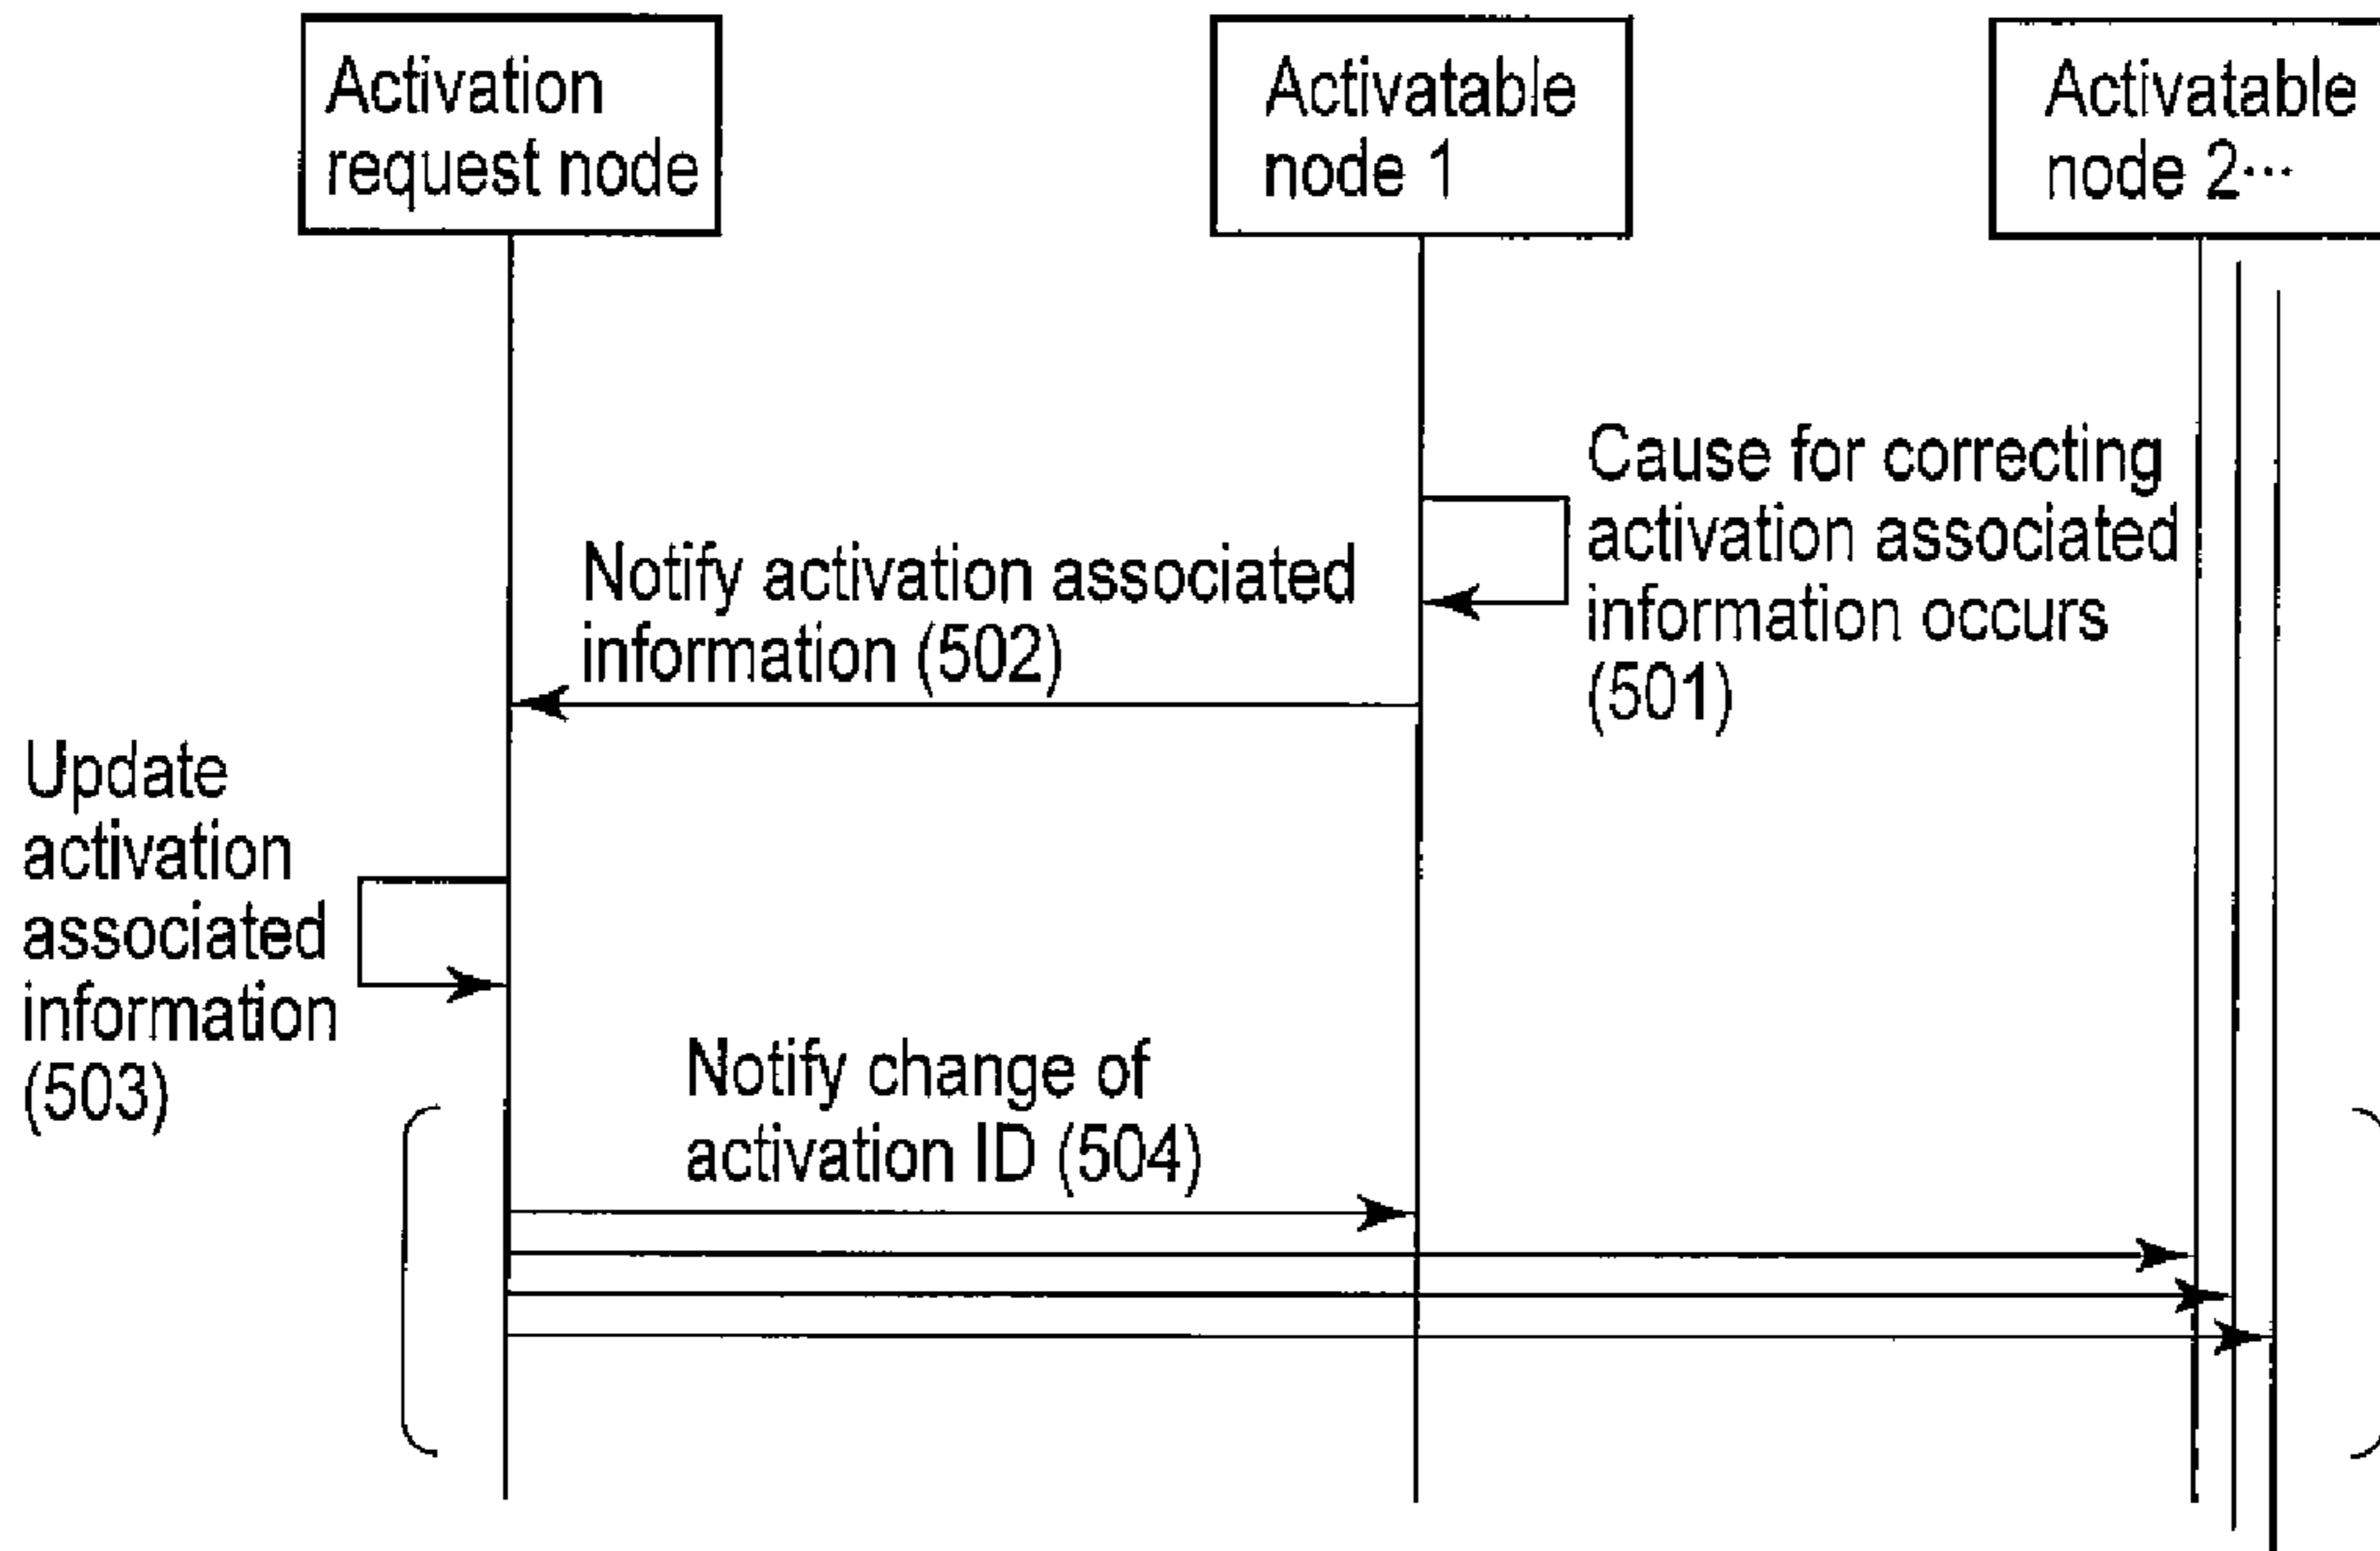 Activation
request node
Activatable
node 1
Activatable
node 2···
Cause for correcting
activation associated
information occurs
(501)
Notify activation associated
information (502)
Update
activation
associated
information
(503)
Notify change of
activation ID (504)